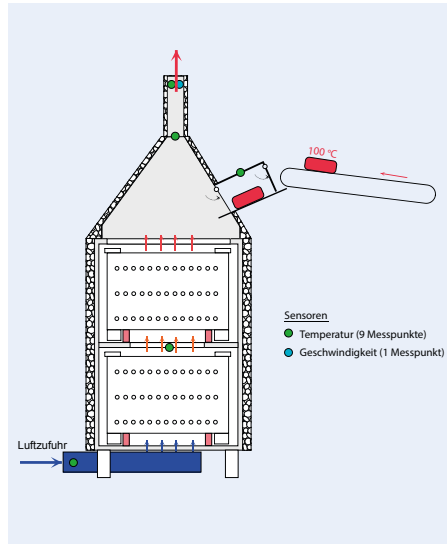 100 °C
Sensoren
Temperatur (9 Messpunkte)
Geschwindigkeit (1 Messpunkt)
Luftzufuhr